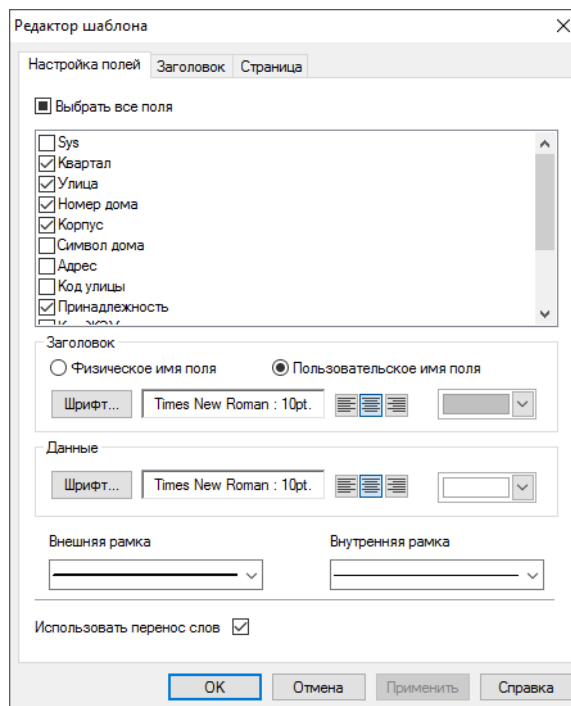 Редактор шаблона
Настройка полей Заголовок Страница
Выбрать все поля
Sys
Квартал
Улица
Номер дома
Корпус
Символ дома
Адрес
Код улицы
Принадлежность
Заголовок
Физическое имя поля Пользовательское имя поля
Шрифт... Times New Roman : 10pt.
Данные
Шрифт... Times New Roman : 10pt.
Внешняя рамка Внутренняя рамка
Использовать перенос слов
OK Отмена Применить Справка